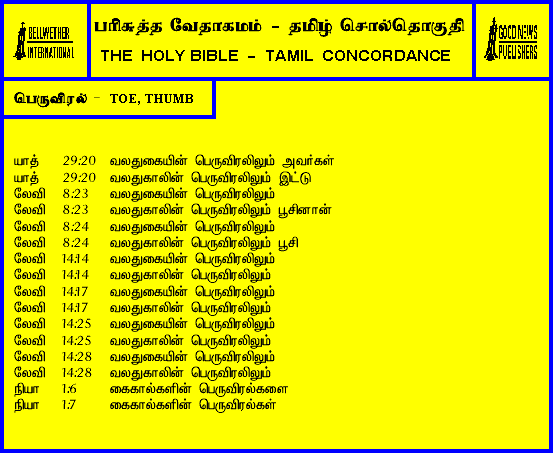 BELLWETHER
INTERNATIONAL
பரிசுத்த வேதாகமம் - தமிழ் சொல்தொகுதி
THE HOLY BIBLE - TAMIL CONCORDANCE
GOOD NEWS
PUBLISHERS
பெருவிரல் - TOE, THUMB
யாத் 29:20 வலதுகையின் பெருவிரலிலும் அவர்கள்
யாத் 29:20 வலதுகாலின் பெருவிரலிலும் இட்டு
லேவி 8:23 வலதுகையின் பெருவிரலிலும்
லேவி 8:23 வலதுகாலின் பெருவிரலிலும் பூசினான்
லேவி 8:24 வலதுகையின் பெருவிரலிலும்
லேவி 8:24 வலதுகாலின் பெருவிரலிலும் பூசி
லேவி 14:14 வலதுகையின் பெருவிரலிலும்
லேவி 14:14 வலதுகாலின் பெருவிரலிலும்
லேவி 14:17 வலதுகையின் பெருவிரலிலும்
லேவி 14:17 வலதுகாலின் பெருவிரலிலும்
லேவி 14:25 வலதுகையின் பெருவிரலிலும்
லேவி 14:25 வலதுகாலின் பெருவிரலிலும்
லேவி 14:28 வலதுகையின் பெருவிரலிலும்
லேவி 14:28 வலதுகாலின் பெருவிரலிலும்
நியா 1:6 கைகால்களின் பெருவிரல்களை
நியா 1:7 கைகால்களின் பெருவிரல்கள்